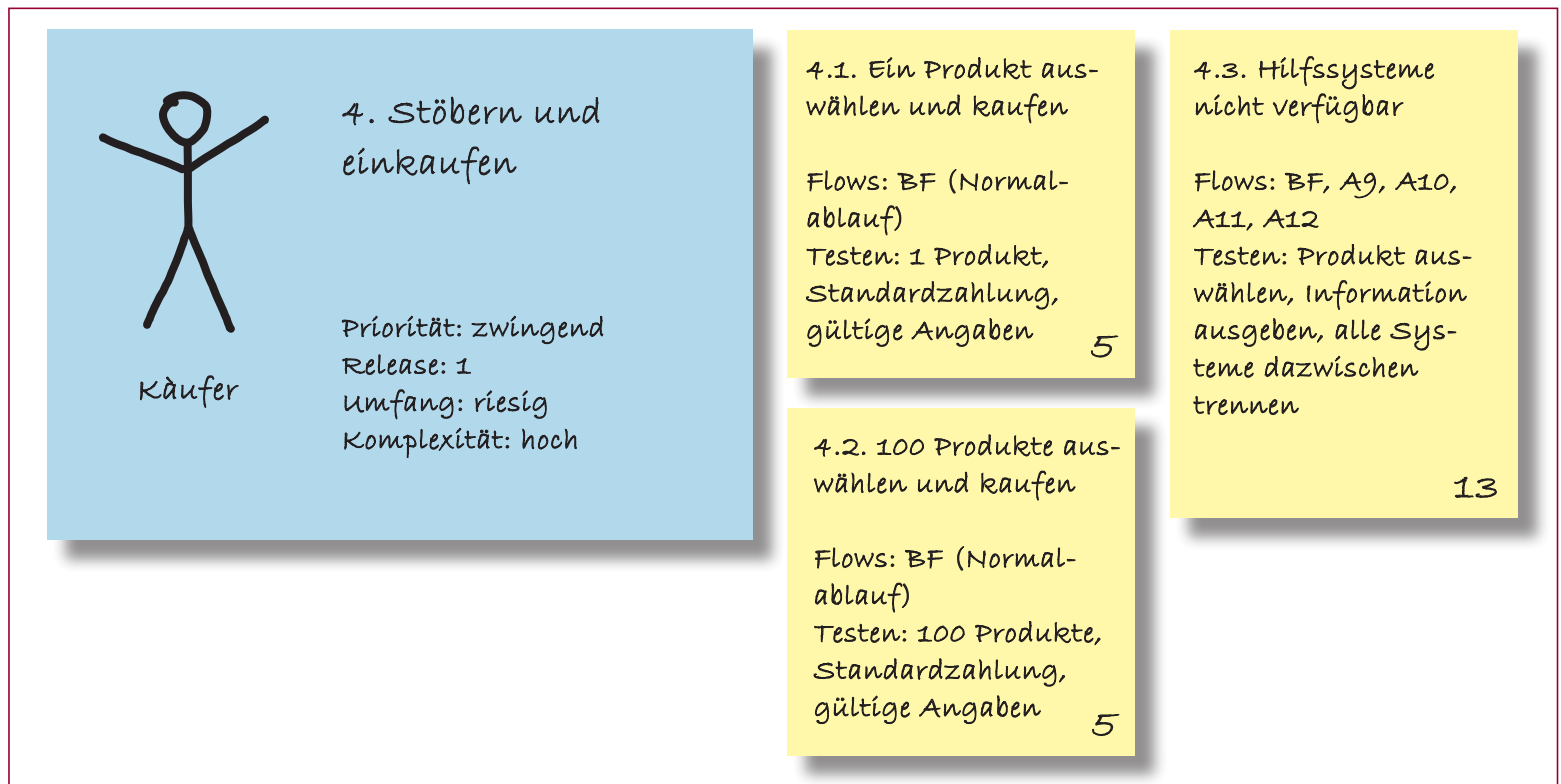 4. Stöbern und
einkaufen
Priorität: zwingend
Release: 1
Umfang: riesig
Komplexität: hoch
Kàufer
4.1. Ein Produkt aus-
wählen und kaufen
Flows: BF (Normal-
ablauf)
Testen: 1 Produkt,
Standardzahlung,
gültige Angaben
5
4.2. 100 Produkte aus-
wählen und kaufen
Flows: BF (Normal-
ablauf)
Testen: 100 Produkte,
Standardzahlung,
gültige Angaben
5
4.3. Hilfssysteme
nicht verfügbar
Flows: BF, A9, A10,
A11, A12
Testen: Produkt aus-
wählen, Information
ausgeben, alle Sys-
teme dazwischen
trennen
13